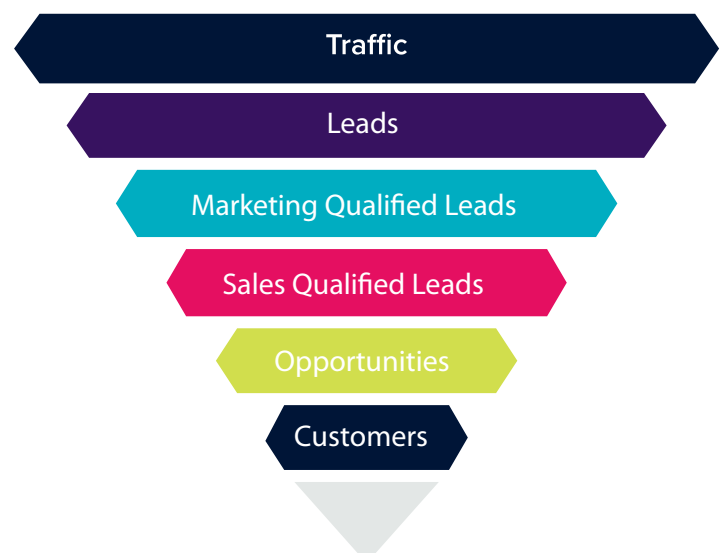 Traffic
Leads
Marketing Qualified Leads
Sales Qualified Leads
Opportunities
Customers